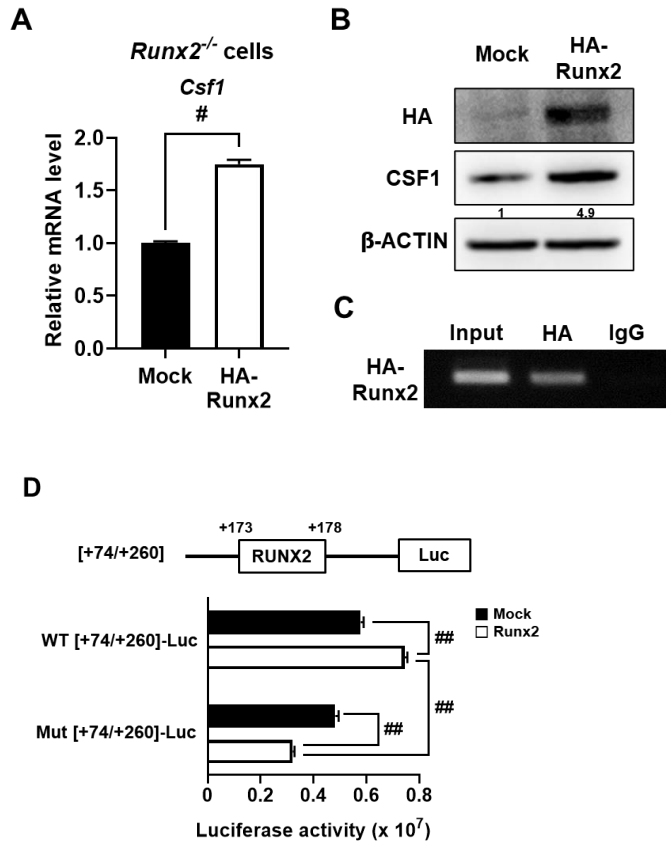 A
Runx2-/- cells
Csf1
#
Relative mRNA level
2.0
1.5
1.0
0.5
0.0
Mock
HA-
Runx2
B
Mock
HA-
Runx2
HA
CSF1
1 4.9
β-ACTIN
C
Input HA IgG
HA-
Runx2
D
+173 +178
[+74/+260] RUNX2 Luc
Mock
Runx2
WT [+74/+260]-Luc
##
##
Mut [+74/+260]-Luc
##
0 0.2 0.4 0.6 0.8
Luciferase activity (x 10⁷)